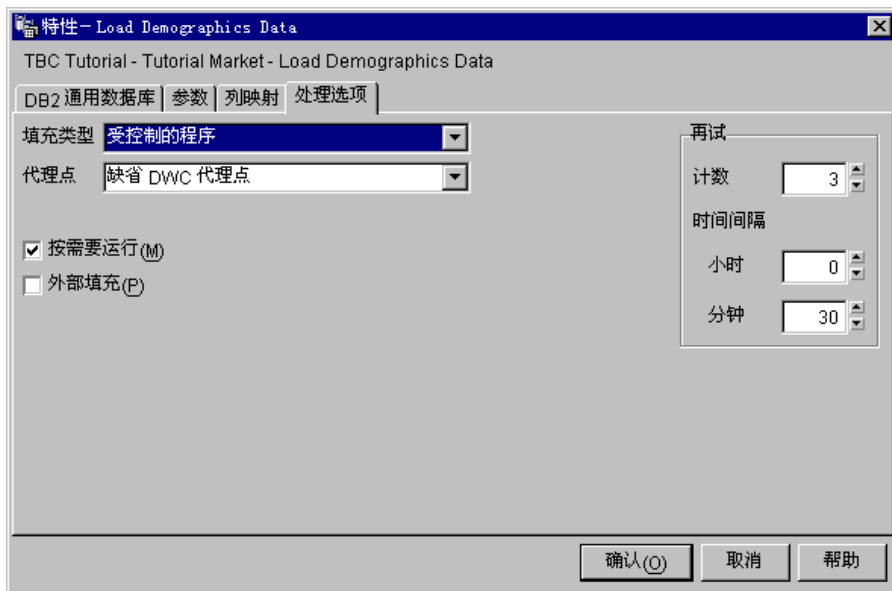 特性－Load Demographics Data
TBC Tutorial - Tutorial Market - Load Demographics Data
DB2 通用数据库 参数 列映射 处理选项
填充类型 受控制的程序
代理点 缺省 DWC 代理点
按需要运行(M)
外部填充(P)
再试
计数 3
时间间隔
小时 0
分钟 30
确认(O) 取消 帮助